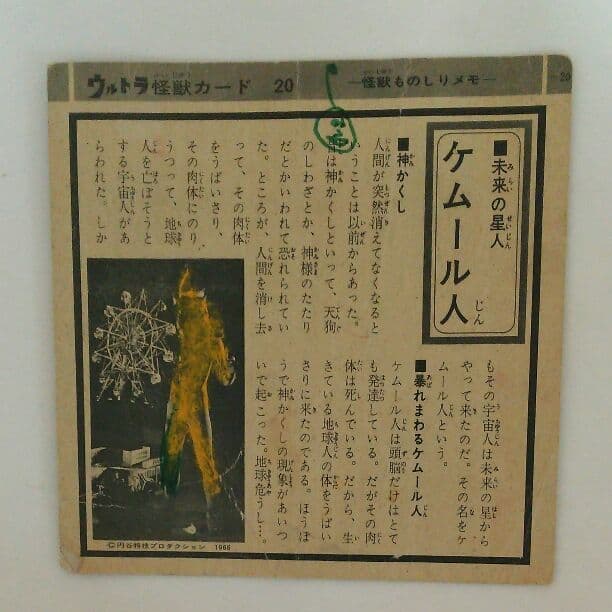 ウルトラ怪獣カード 20
―怪獣ものしりメモ―
20
■未来の星人
ケムール人
■神かくし
人間が突然消えてなくなると
いうことは以前からあった。
昔は神かくしといって、天狗
のしわざとか、神様のたたり
だとかいわれて恐れられてい
た。ところが、人間を消し去
って、その肉体
をうばいさり、
その肉体にのり
うつって、地球
人を亡ぼそうと
する宇宙人があ
らわれた。しか
もその宇宙人は未来の星から
やって来たのだ。その名をケ
ムール人という。
■暴れまわるケムール人
ケムール人は頭脳だけはとて
も発達している。だがその肉
体は死んでいる。だから、生
きている地球人の体をうばい
さりに来たのである。ほうぼ
うで神かくしの現象があいつ
いで起こった。地球危うし…。
©円谷特技プロダクション 1966